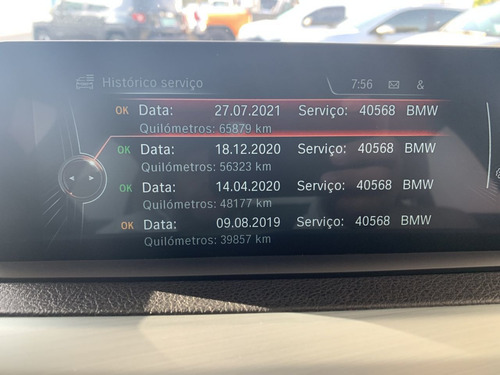 Histórico serviço 7:56 &
OK Data: 27.07.2021 Serviço: 40568 BMW
Quilómetros: 65879 km
OK Data: 18.12.2020 Serviço: 40568 BMW
Quilómetros: 56323 km
OK Data: 14.04.2020 Serviço: 40568 BMW
Quilómetros: 48177 km
OK Data: 09.08.2019 Serviço: 40568 BMW
Quilómetros: 39857 km